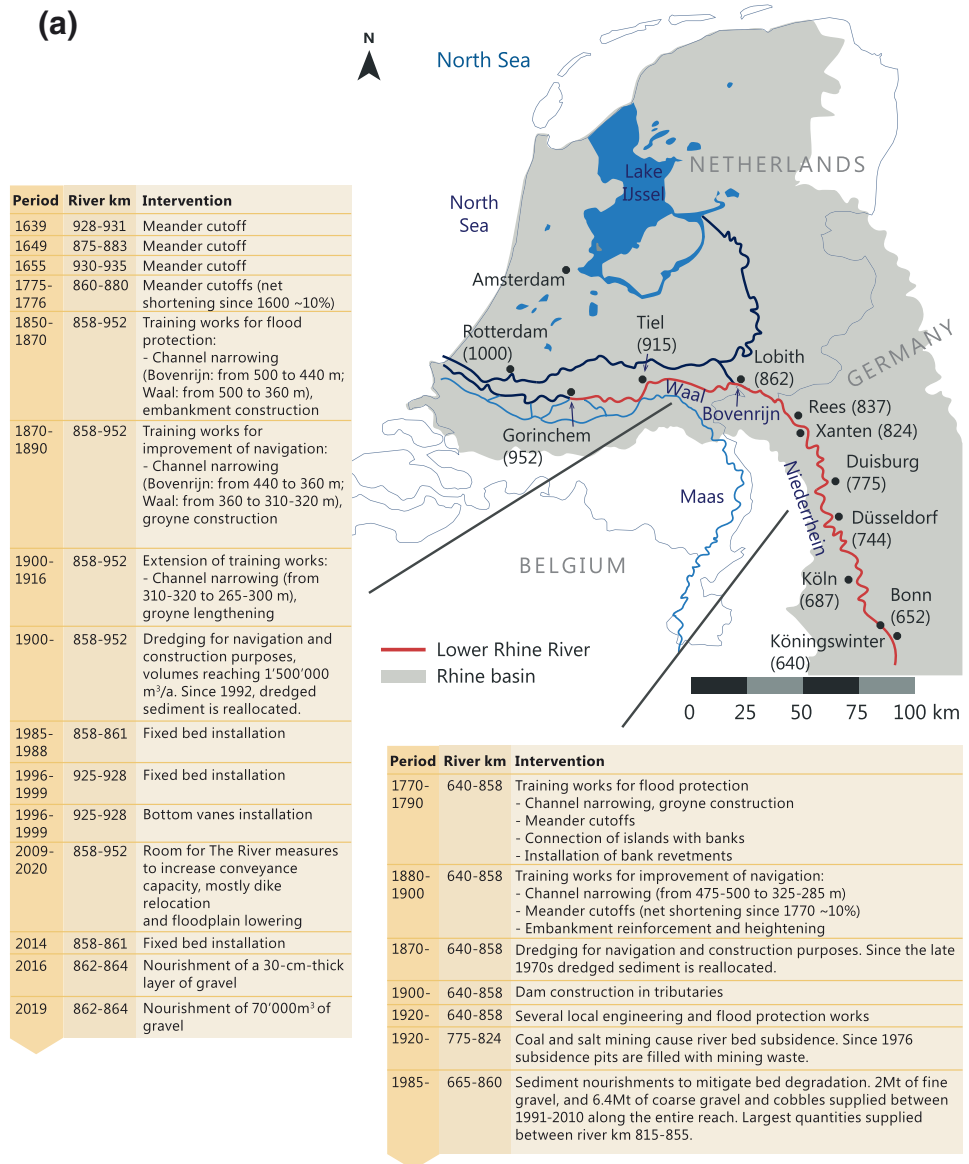 (a)
N
North Sea
North
Sea
Lake
IJssel
NETHERLANDS
Amsterdam
Rotterdam
(1000)
Tiel
(915)
Lobith
(862)
GERMANY
Waal
Bovenrijn
Gorinchem
(952)
Rees (837)
Xanten (824)
Maas
Niederrhein
Duisburg
(775)
Düsseldorf
(744)
BELGIUM
Köln
(687)
Bonn
(652)
Köningswinter
(640)
Lower Rhine River
Rhine basin
0 25 50 75 100 km
Period River km Intervention
1639 928-931 Meander cutoff
1649 875-883 Meander cutoff
1655 930-935 Meander cutoff
1775- 860-880 Meander cutoffs (net
1776 shortening since 1600 ~10%)
1850- 858-952 Training works for flood
1870 protection:
- Channel narrowing
(Bovenrijn: from 500 to 440 m;
Waal: from 500 to 360 m),
embankment construction
1870- 858-952 Training works for
1890 improvement of navigation:
- Channel narrowing
(Bovenrijn: from 440 to 360 m;
Waal: from 360 to 310-320 m),
groyne construction
1900- 858-952 Extension of training works:
1916 - Channel narrowing (from
310-320 to 265-300 m),
groyne lengthening
1900- 858-952 Dredging for navigation and
construction purposes,
volumes reaching 1'500'000
m³/a. Since 1992, dredged
sediment is reallocated.
1985- 858-861 Fixed bed installation
1988
1996- 925-928 Fixed bed installation
1999
1996- 925-928 Bottom vanes installation
1999
2009- 858-952 Room for The River measures
2020 to increase conveyance
capacity, mostly dike
relocation
and floodplain lowering
2014 858-861 Fixed bed installation
2016 862-864 Nourishment of a 30-cm-thick
layer of gravel
2019 862-864 Nourishment of 70'000m³ of
gravel
Period River km Intervention
1770- 640-858 Training works for flood protection
1790 - Channel narrowing, groyne construction
- Meander cutoffs
- Connection of islands with banks
- Installation of bank revetments
1880- 640-858 Training works for improvement of navigation:
1900 - Channel narrowing (from 475-500 to 325-285 m)
- Meander cutoffs (net shortening since 1770 ~10%)
- Embankment reinforcement and heightening
1870- 640-858 Dredging for navigation and construction purposes. Since the late
1970s dredged sediment is reallocated.
1900- 640-858 Dam construction in tributaries
1920- 640-858 Several local engineering and flood protection works
1920- 775-824 Coal and salt mining cause river bed subsidence. Since 1976
subsidence pits are filled with mining waste.
1985- 665-860 Sediment nourishments to mitigate bed degradation. 2Mt of fine
gravel, and 6.4Mt of coarse gravel and cobbles supplied between
1991-2010 along the entire reach. Largest quantities supplied
between river km 815-855.